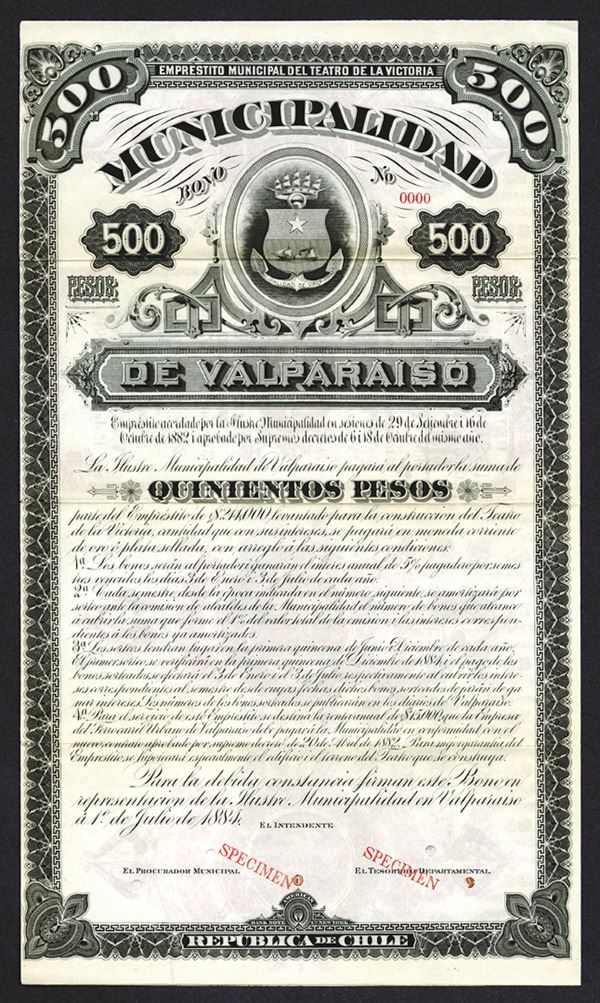 500
EMPRÉSTITO MUNICIPAL DEL TEATRO DE LA VICTORIA
500
MUNICIPALIDAD
BONO
No
0000
500
500
PESOS
PESOS
DE VALPARAISO
Empréstito acordado por la Ilustre Municipalidad en sesiones de 29 de Setiembre i 16 de
Octubre de 1882 i aprobado por Supremos decretos de 6 i 18 de Octubre del mismo año.
La Ilustre Municipalidad de Valparaiso pagará al portador la suma de
QUINIENTOS PESOS
parte del Empréstito de $214,000, levantado para la construccion del Teatro
de la Victoria, cantidad que con sus intereses, se pagará en moneda corriente
de oro ó plata sellada, con arreglo á las siguientes condiciones:
1ª Los bonos serán al portador i ganarán el interes anual de 5% pagadero por semes-
tres vencidos los dias 3 de Enero i 3 de Julio de cada año.
2ª Cada semestre, desde la época indicada en el número siguiente, se amortizará por
sorteo ante la comision de alcaldes de la Municipalidad el número de bonos que alcance
á cubrir la suma que forme el 1% del valor total de la emision i los intereses correspon-
dientes á los bonos ya amortizados.
3ª Los sorteos tendrán lugar en la primera quincena de Junio i Diciembre de cada año.
El primer sorteo se verificará en la primera quincena de Diciembre de 1884 i el pago de los
bonos sorteados se efectuará el 3 de Enero i el 3 de Julio respectivamente al cubrir los intere-
ses correspondientes al semestre desde cuyas fechas dichos bonos sorteados dejarán de ga-
nar intereses. Los números de los bonos sorteados se publicarán en los diarios de Valparaiso.
4ª Para el servicio de este Empréstito se destina la renta anual de $15,000 que la Empresa
del Ferrocarril Urbano de Valparaiso debe pagar á la Municipalidad en conformidad con el
nuevo contrato aprobado por supremo decreto de 20 de Abril de 1882. Para mayor garantía del
Empréstito se hipotecará especialmente el edificio i el terreno del Teatro que se construya.
Para la debida constancia firman este Bono en
representacion de la Ilustre Municipalidad en Valparaiso
á 1º de Julio de 1884.
EL INTENDENTE
EL PROCURADOR MUNICIPAL
SPECIMEN
EL TESORERO DEPARTAMENTAL
SPECIMEN
AMERICAN
BANK NOTE Co. NEW YORK
REPÚBLICA DE CHILE